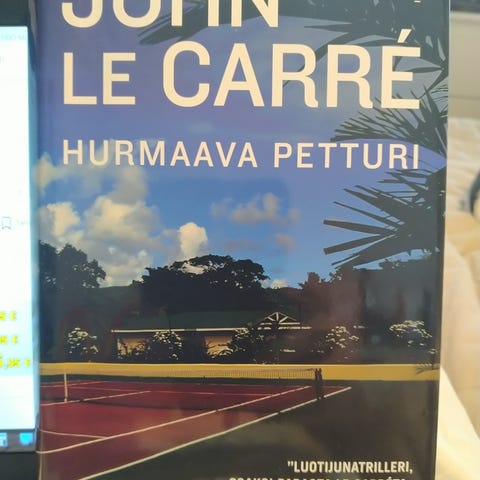 JOHN
LE CARRÉ
HURMAAVA PETTURI
"LUOTIJUNATRILLERI,